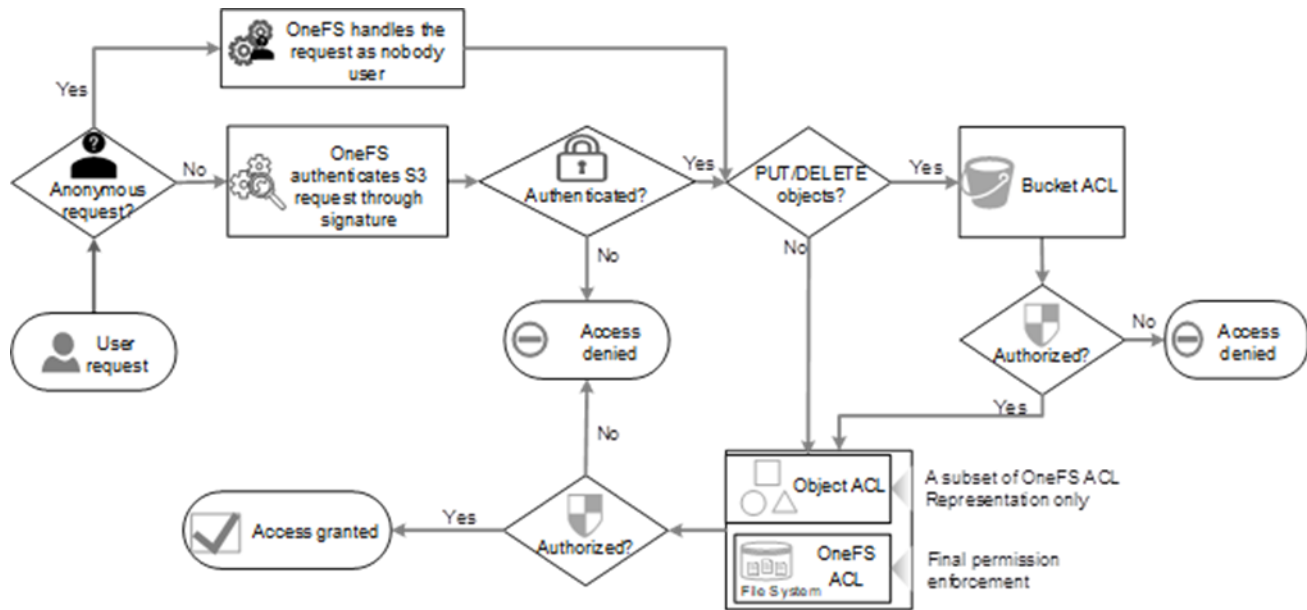 OneFS handles the
request as nobody
user
Yes
?
Anonymous
request?
No
OneFS
authenticates S3
request through
signature
Authenticated?
Yes
PUT/DELETE
objects?
Yes
Bucket ACL
No
No
User
request
Access
denied
Authorized?
No
Access
denied
Yes
No
Object ACL
A subset of OneFS ACL
Representation only
Access granted
Yes
Authorized?
OneFS
ACL
File System
Final permission
enforcement